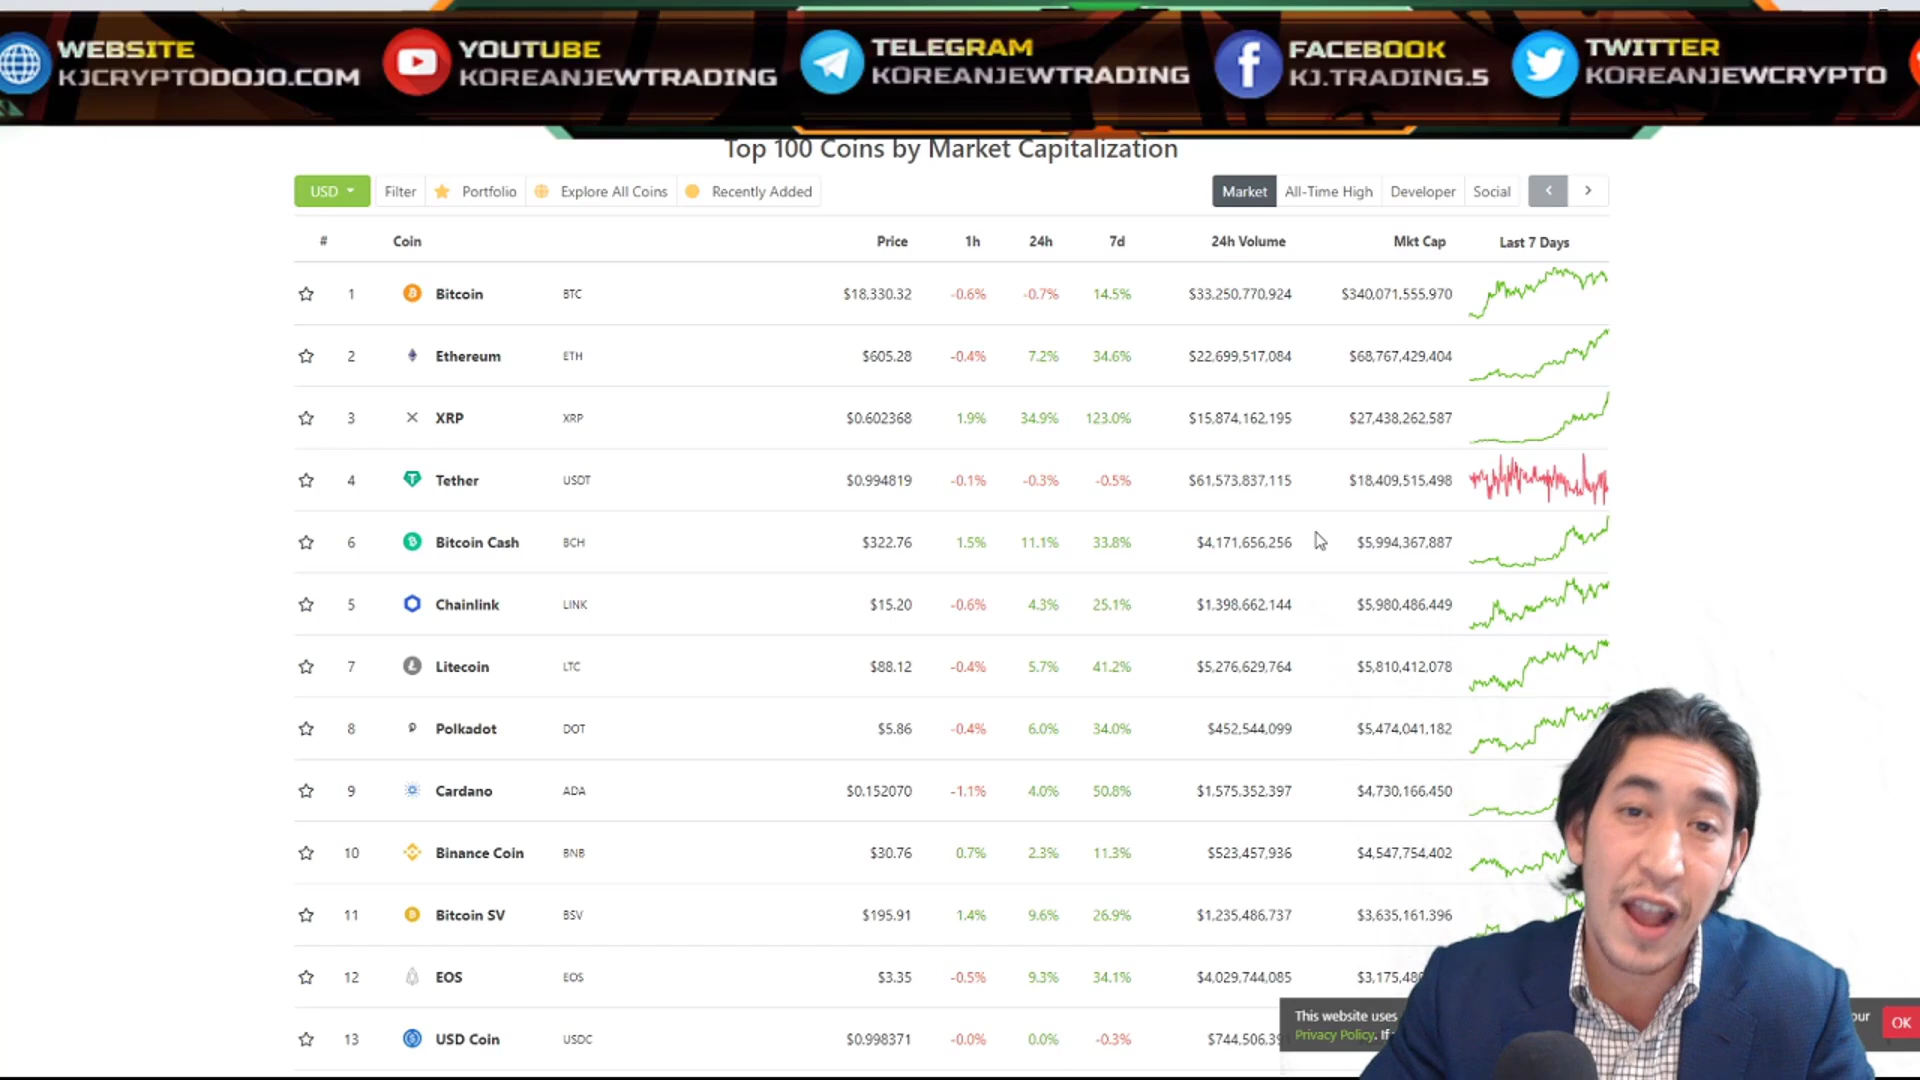 WEBSITE
KJCRYPTODOJO.COM
YOUTUBE
KOREANJEWTRADING
TELEGRAM
KOREANJEWTRADING
FACEBOOK
KJ.TRADING.5
TWITTER
KOREANJEWCRYPTO
Top 100 Coins by Market Capitalization
USD Filter Portfolio Explore All Coins Recently Added Market All-Time High Developer Social
# Coin Price 1h 24h 7d 24h Volume Mkt Cap Last 7 Days
1 Bitcoin BTC $18,330.32 -0.6% -0.7% 14.5% $33,250,770,924 $340,071,555,970
2 Ethereum ETH $605.28 -0.4% 7.2% 34.6% $22,699,517,084 $68,767,429,404
3 XRP XRP $0.602368 1.9% 34.9% 123.0% $15,874,162,195 $27,438,262,587
4 Tether USDT $0.994819 -0.1% -0.3% -0.5% $61,573,837,115 $18,409,515,498
6 Bitcoin Cash BCH $322.76 1.5% 11.1% 33.8% $4,171,656,256 $5,994,367,887
5 Chainlink LINK $15.20 -0.6% 4.3% 25.1% $1,398,662,144 $5,980,486,449
7 Litecoin LTC $88.12 -0.4% 5.7% 41.2% $5,276,629,764 $5,810,412,078
8 Polkadot DOT $5.86 -0.4% 6.0% 34.0% $452,544,099 $5,474,041,182
9 Cardano ADA $0.152070 -1.1% 4.0% 50.8% $1,575,352,397 $4,730,166,450
10 Binance Coin BNB $30.76 0.7% 2.3% 11.3% $523,457,936 $4,547,754,402
11 Bitcoin SV BSV $195.91 1.4% 9.6% 26.9% $1,235,486,737 $3,635,161,396
12 EOS EOS $3.35 -0.5% 9.3% 34.1% $4,029,744,085 $3,175,48
13 USD Coin USDC $0.998371 -0.0% 0.0% -0.3% $744,506,3
This website uses our
Privacy Policy. If
OK